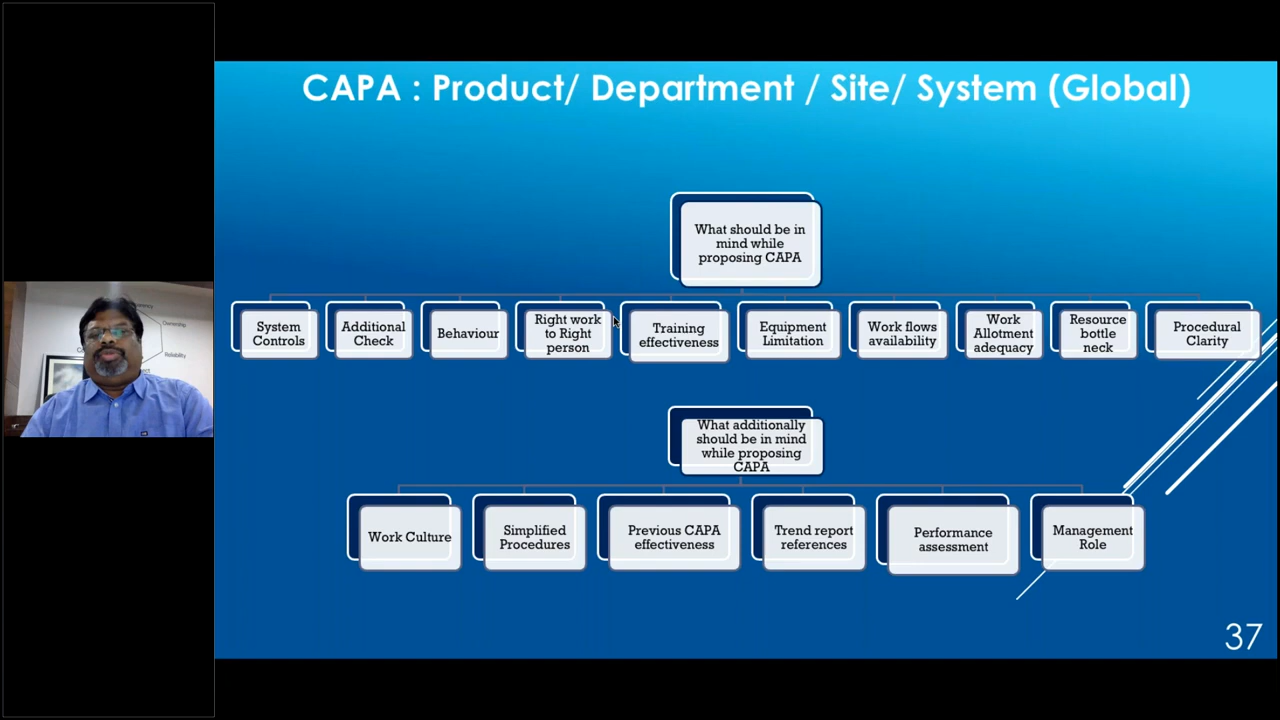 CAPA : Product/ Department / Site/ System (Global)
What should be in
mind while
proposing CAPA
System
Controls
Additional
Check
Behaviour
Right work
to Right
person
Training
effectiveness
Equipment
Limitation
Work flows
availability
Work
Allotment
adequacy
Resource
bottle
neck
Procedural
Clarity
What additionally
should be in mind
while proposing
CAPA
Work Culture
Simplified
Procedures
Previous CAPA
effectiveness
Trend report
references
Performance
assessment
Management
Role
37
Ownership
Reliability